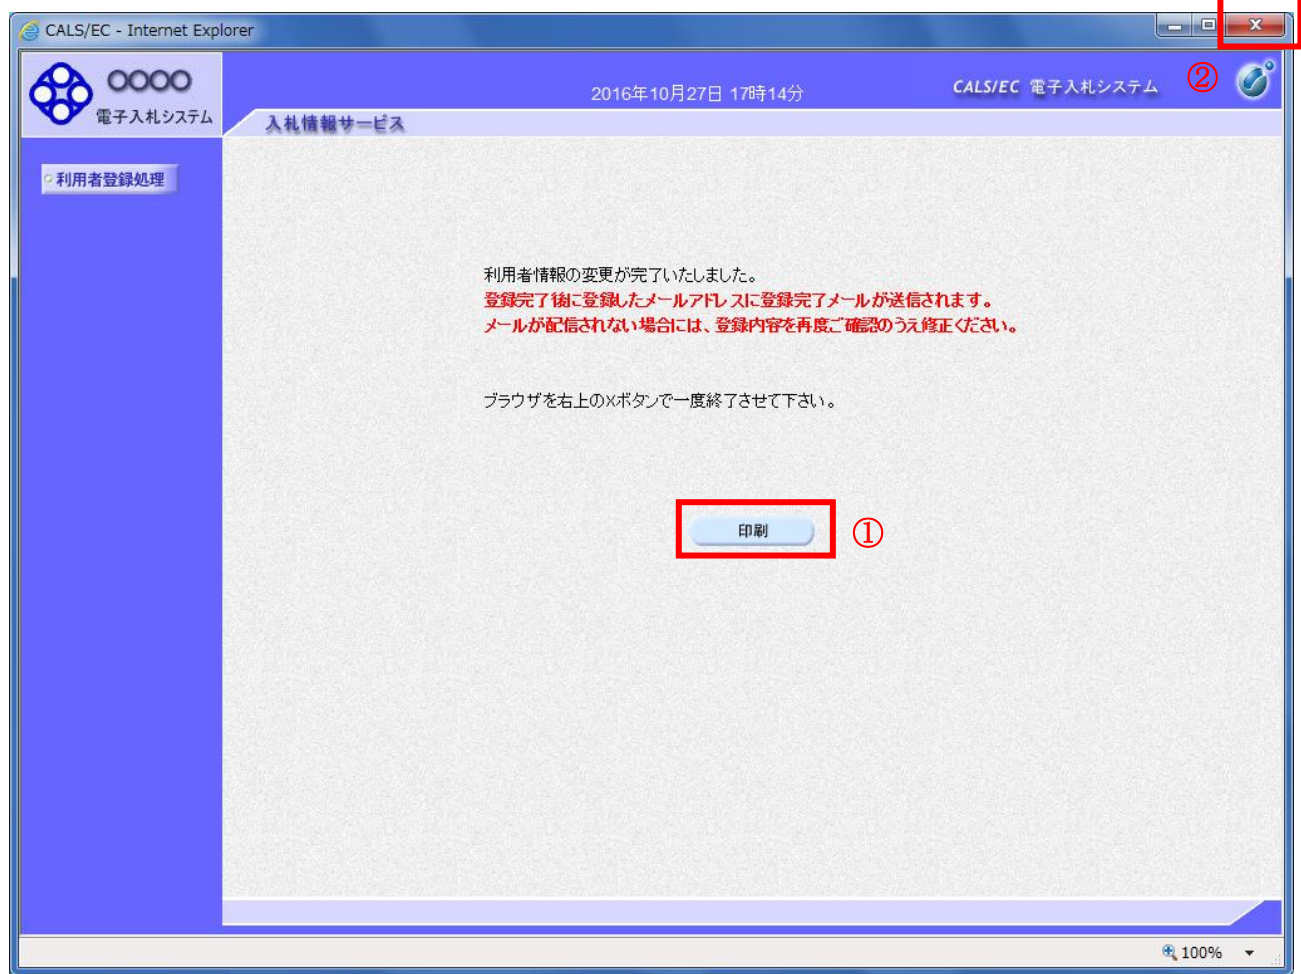 CALS/EC - Internet Explorer
○○○○
電子入札システム
2016年10月27日 17時14分
CALS/EC 電子入札システム
②
入札情報サービス
利用者登録処理
利用者情報の変更が完了いたしました。
登録完了後に登録したメールアドレスに登録完了メールが送信されます。
メールが配信されない場合には、登録内容を再度ご確認のうえ修正ください。
ブラウザを右上の×ボタンで一度終了させて下さい。
印刷
①
100%